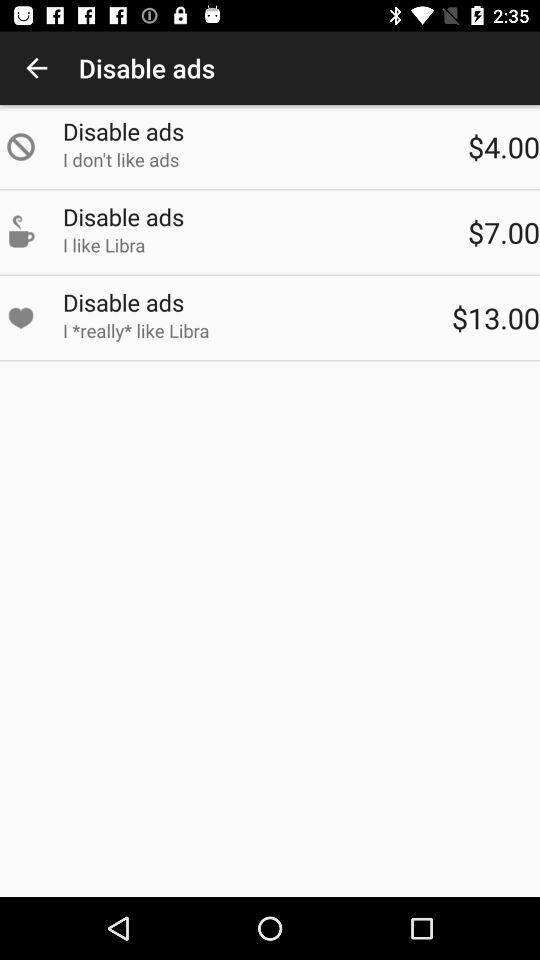 2:35
Disable ads
Disable ads
I don't like ads
$4.00
Disable ads
I like Libra
$7.00
Disable ads
I *really* like Libra
$13.00